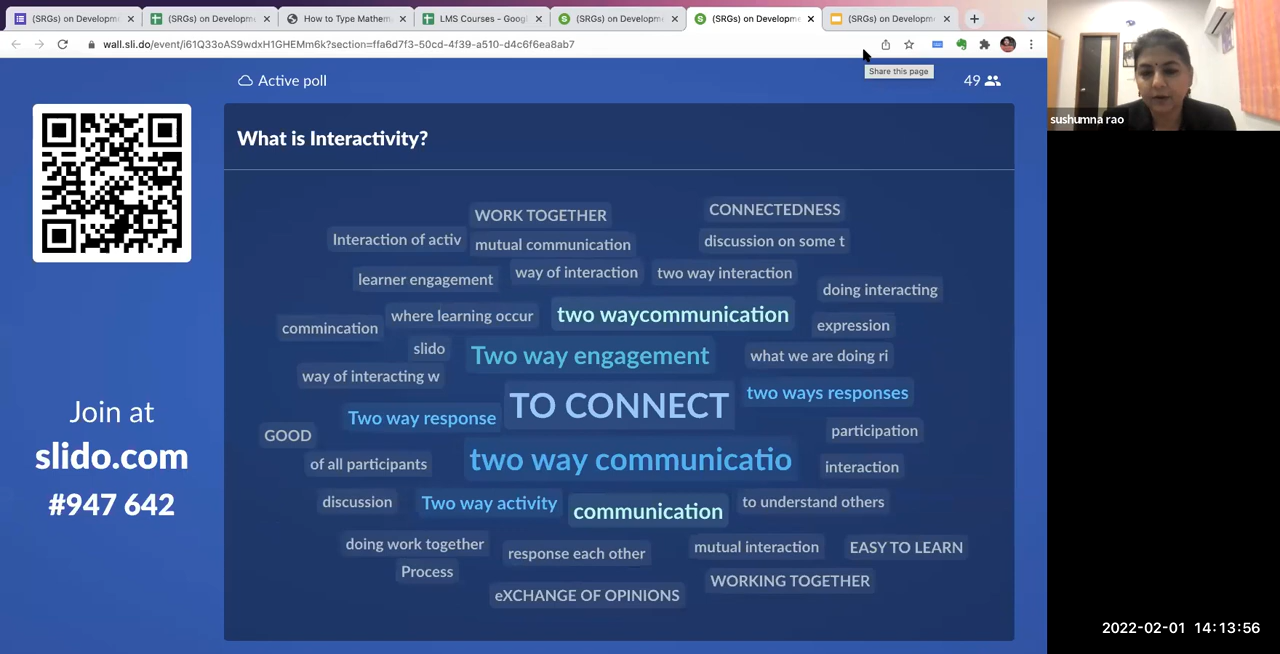 (SRGs) on Developm
(SRGs) on Developm
How to Type Mathem
LMS Courses - Goog
(SRGs) on Developm
(SRGs) on Developm
(SRGs) on Developm
wall.sli.do/event/i61Q33oAS9wdxH1GHEMm6k?section=ffa6d7f3-50cd-4f39-a510-d4c6f6ea8ab7
Share this page
Active poll
49
sushumna rao
What is Interactivity?
WORK TOGETHER
CONNECTEDNESS
Interaction of activ
mutual communication
discussion on some t
learner engagement
way of interaction
two way interaction
doing interacting
where learning occur
two waycommunication
commincation
expression
slido
Two way engagement
what we are doing ri
way of interacting w
TO CONNECT
two ways responses
Two way response
GOOD
participation
of all participants
two way communicatio
interaction
discussion
Two way activity
communication
to understand others
doing work together
response each other
mutual interaction
EASY TO LEARN
Process
WORKING TOGETHER
eXCHANGE OF OPINIONS
Join at
slido.com
#947 642
2022-02-01 14:13:56